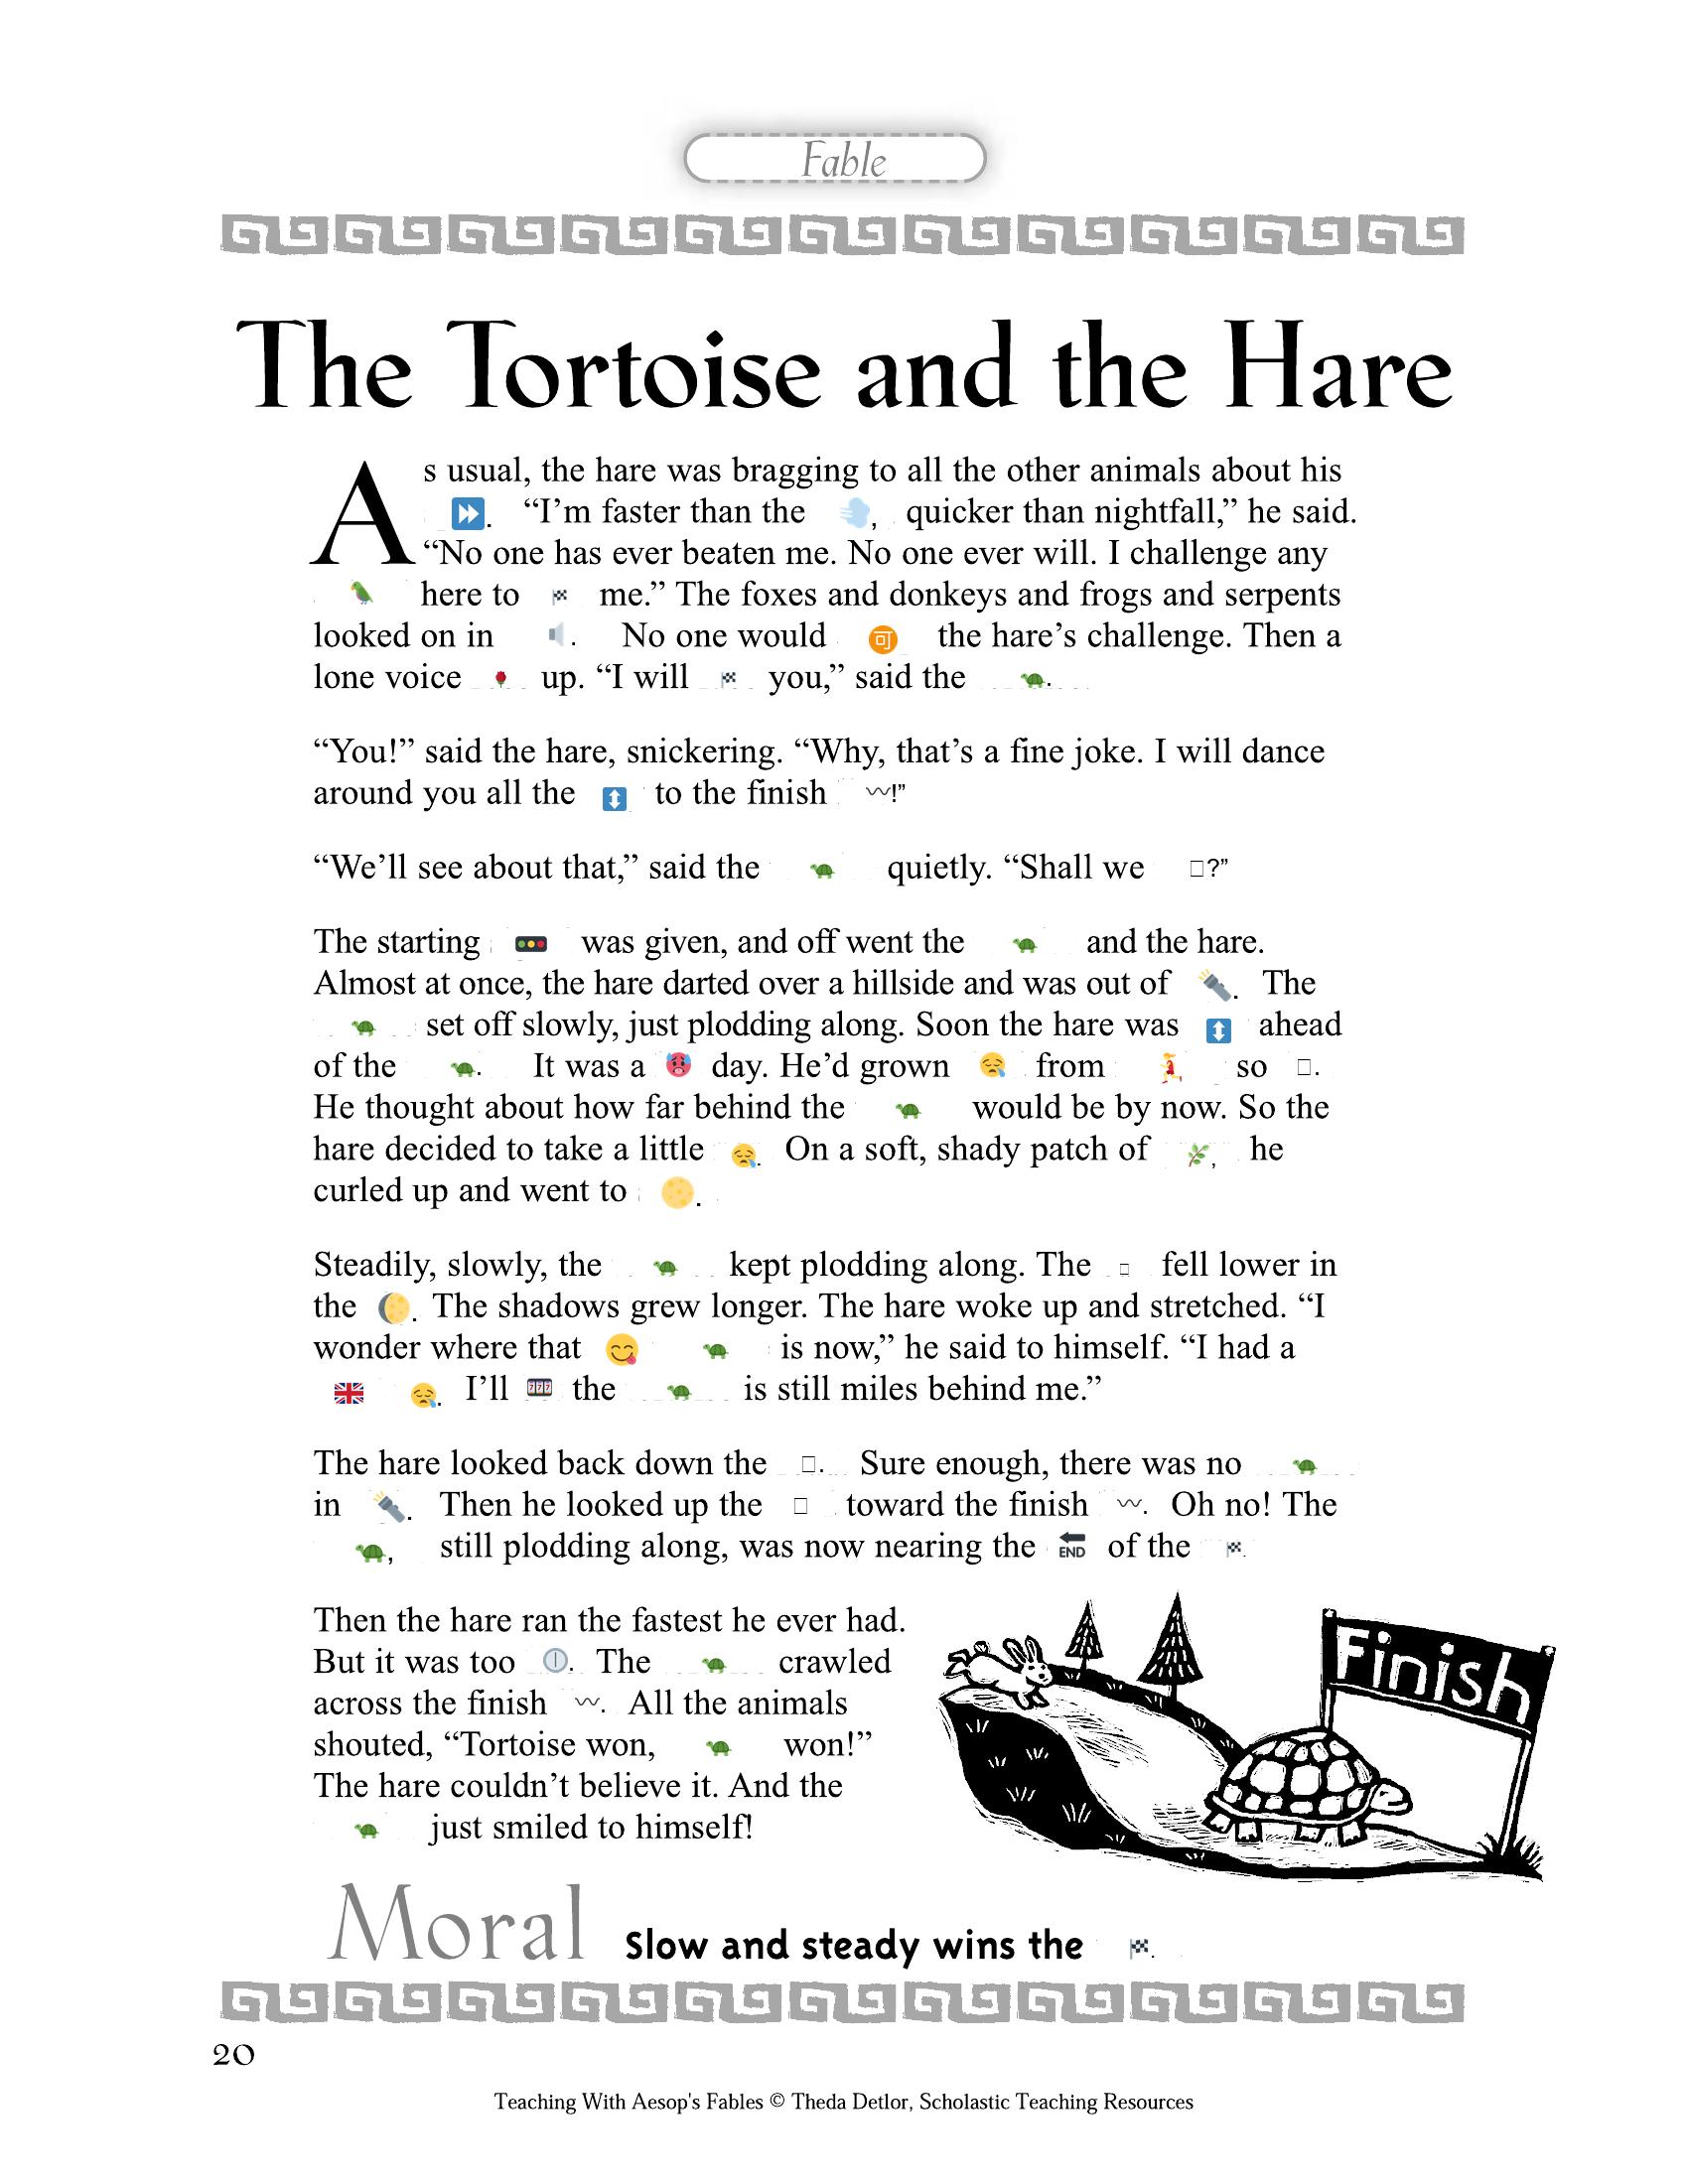 Fable
The Tortoise and the Hare
As usual, the hare was bragging to all the other animals about his
⏩. “I’m faster than the 💨, quicker than nightfall,” he said.
“No one has ever beaten me. No one ever will. I challenge any
🦜 here to 🏁 me.” The foxes and donkeys and frogs and serpents
looked on in 🔈. No one would 🉑 the hare’s challenge. Then a
lone voice 🌹 up. “I will 🏁 you,” said the 🐢.
“You!” said the hare, snickering. “Why, that’s a fine joke. I will dance
around you all the ↕️ to the finish 〰!”
“We’ll see about that,” said the 🐢 quietly. “Shall we □?”
The starting 🚥 was given, and off went the 🐢 and the hare.
Almost at once, the hare darted over a hillside and was out of 🔦. The
🐢 set off slowly, just plodding along. Soon the hare was ↕️ ahead
of the 🐢. It was a 🥵 day. He’d grown 😪 from 🏃 so □.
He thought about how far behind the 🐢 would be by now. So the
hare decided to take a little 😪. On a soft, shady patch of 🌿, he
curled up and went to 🌕.
Steadily, slowly, the 🐢 kept plodding along. The □ fell lower in
the 🌔. The shadows grew longer. The hare woke up and stretched. “I
wonder where that 😋 🐢 is now,” he said to himself. “I had a
🇬🇧 😪. I’ll 🎰 the 🐢 is still miles behind me.”
The hare looked back down the □. Sure enough, there was no 🐢
in 🔦. Then he looked up the □ toward the finish 〰. Oh no! The
🐢, still plodding along, was now nearing the 🔚 of the 🏁.
Then the hare ran the fastest he ever had.
But it was too ⏲. The 🐢 crawled
across the finish 〰. All the animals
shouted, “Tortoise won, 🐢 won!”
The hare couldn’t believe it. And the
🐢 just smiled to himself!
Finish
Moral Slow and steady wins the 🏁.
20
Teaching With Aesop's Fables © Theda Detlor, Scholastic Teaching Resources